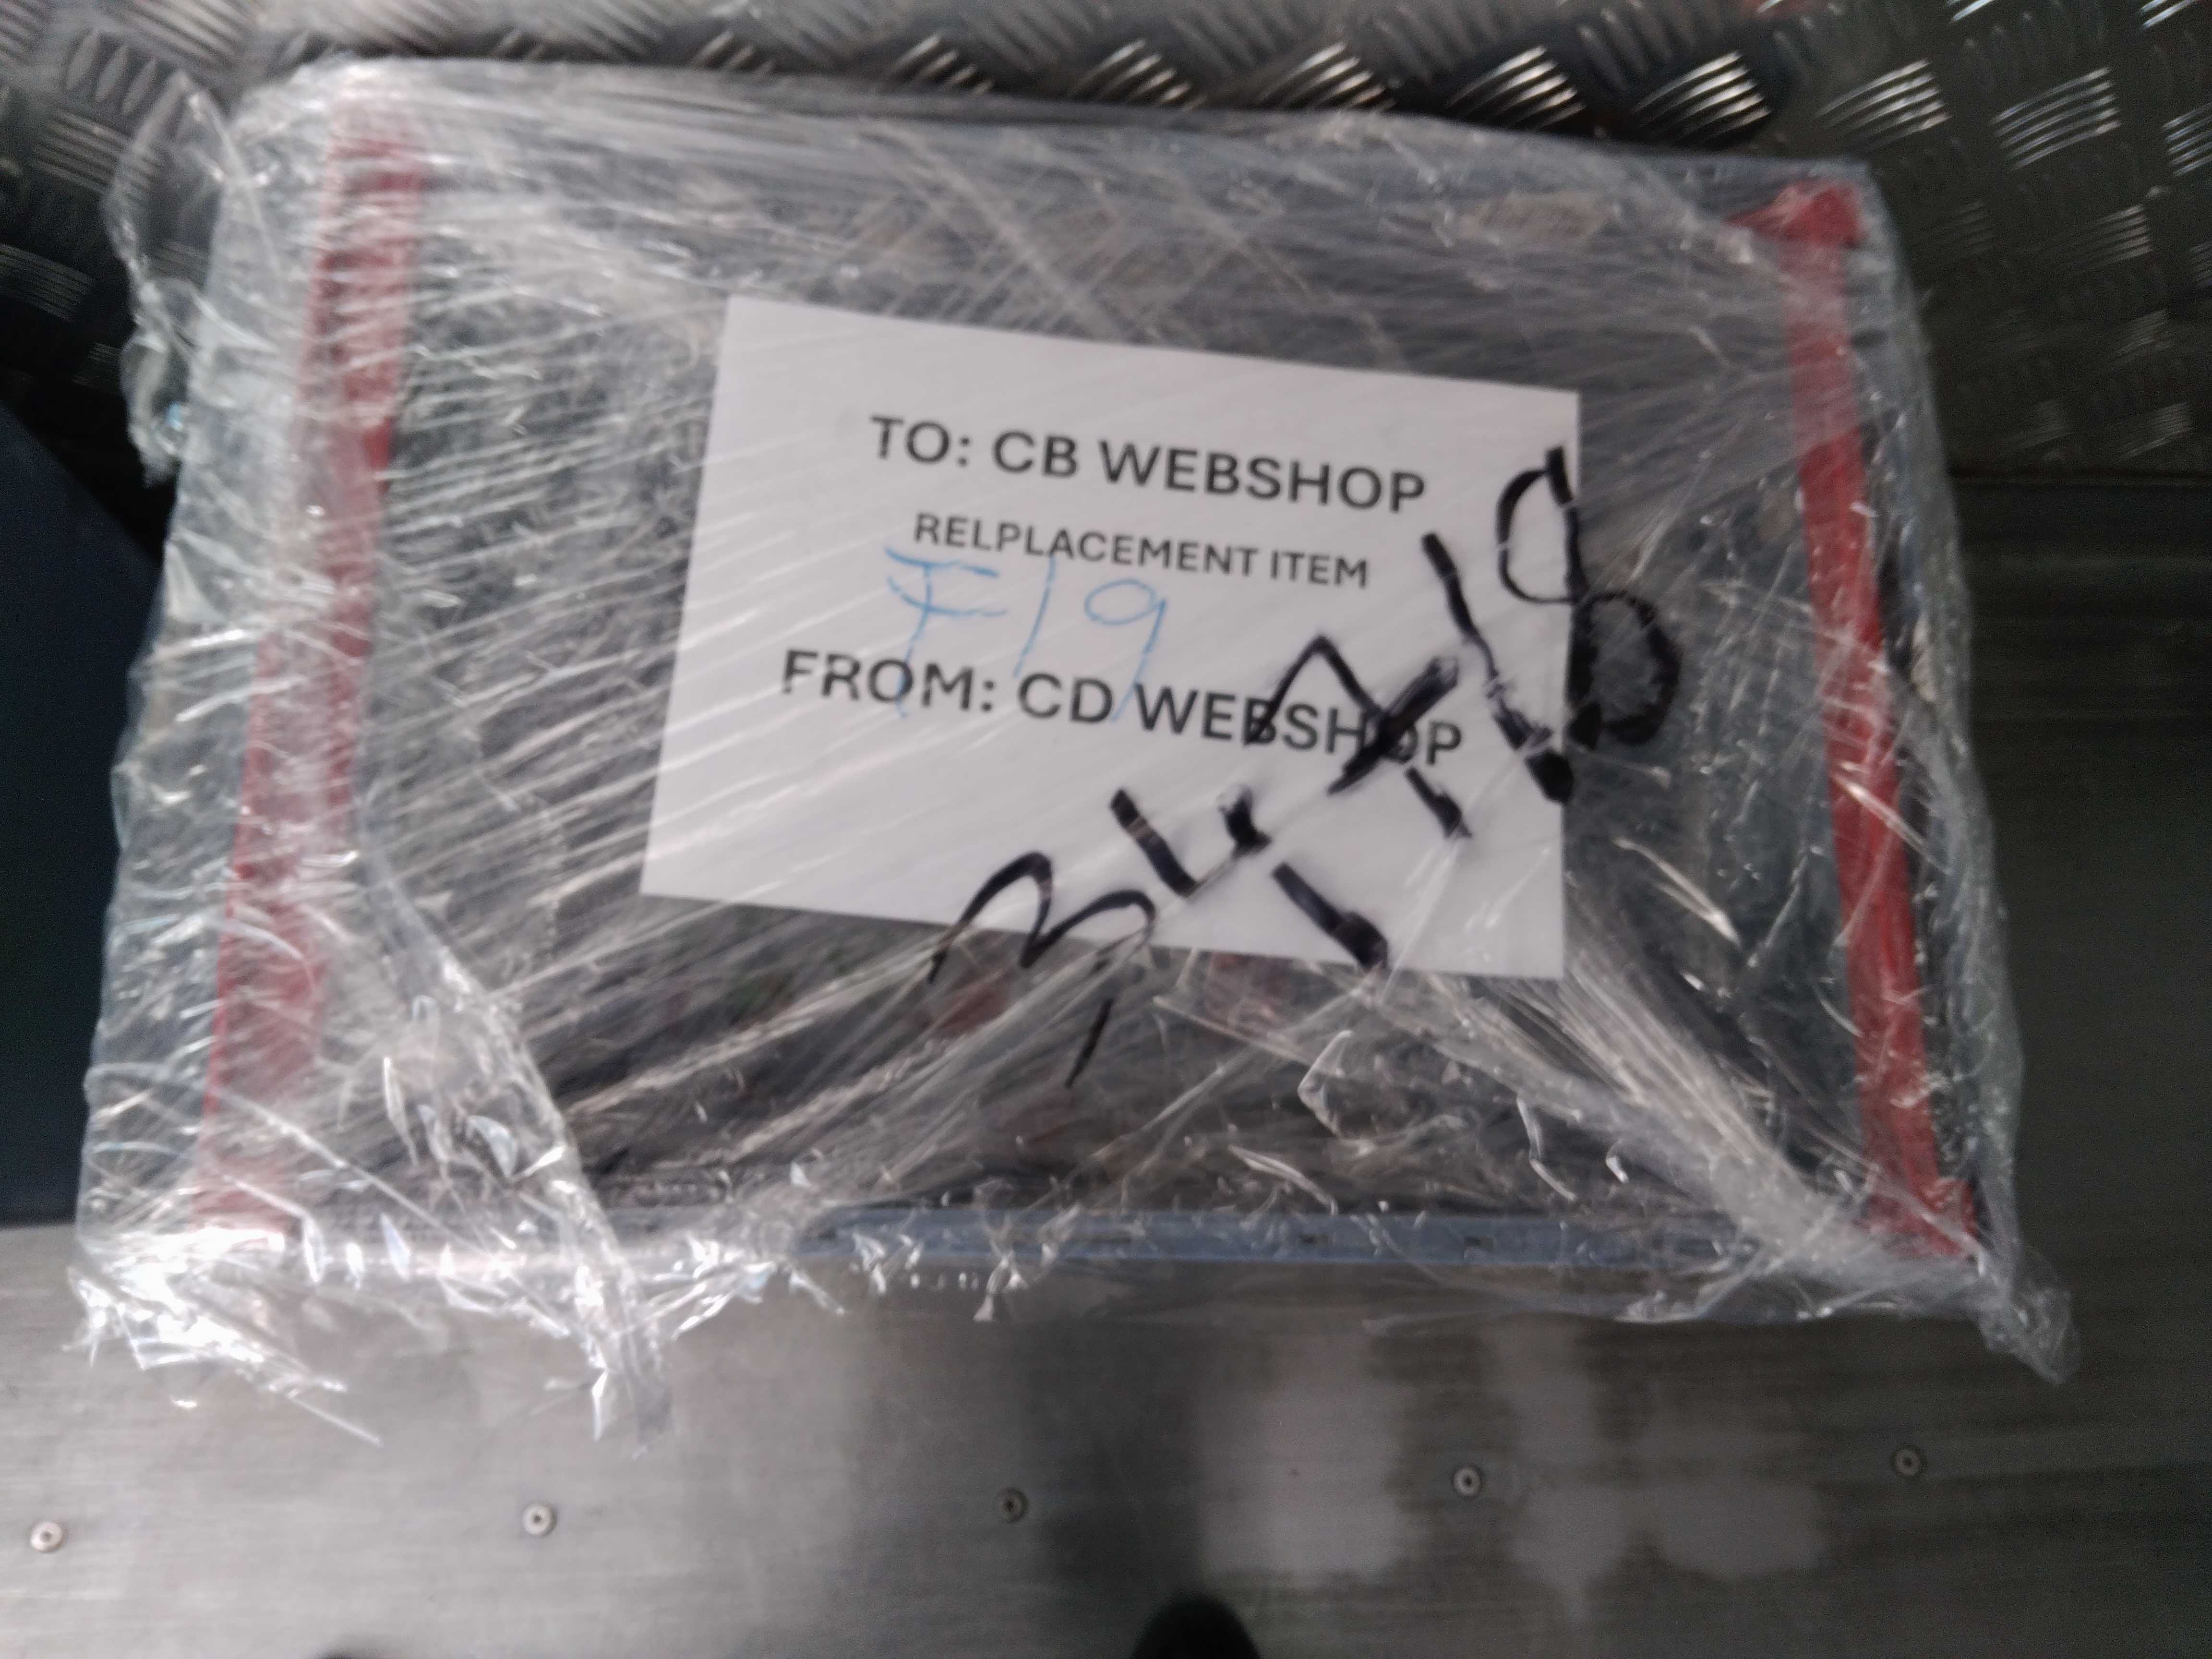 TO: CB WEBSHOP
RELPLACEMENT ITEM
F19
FROM: CD WEBSHOP